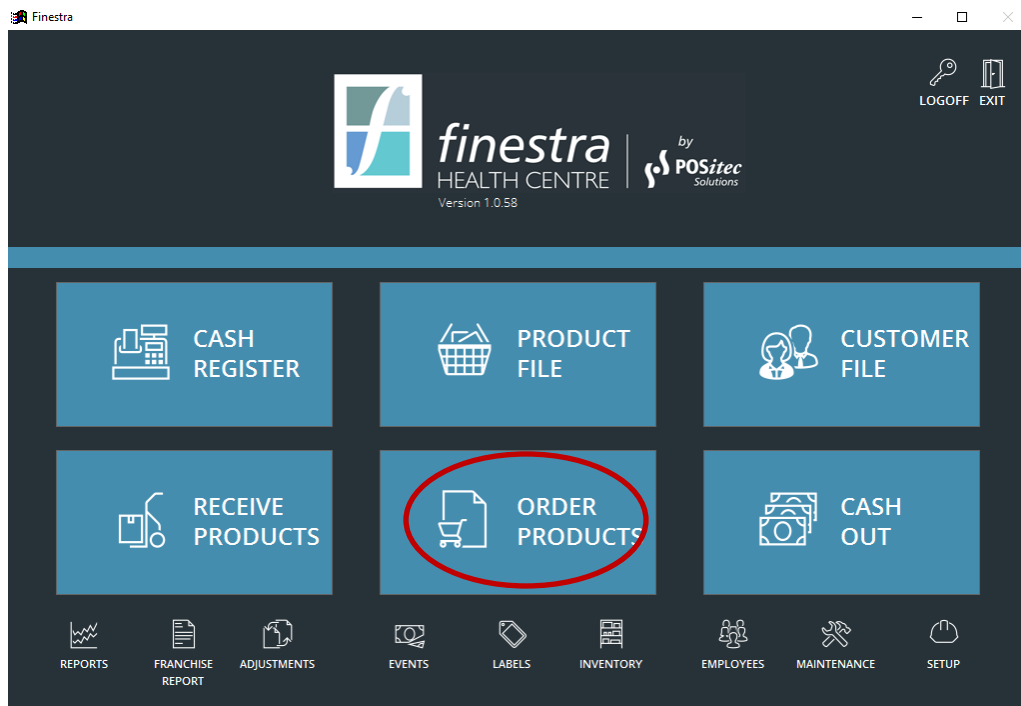 Finestra
LOGOFF EXIT
f
finestra
HEALTH CENTRE
by
POSitec
Solutions
Version 1.0.58
CASH
REGISTER
PRODUCT
FILE
CUSTOMER
FILE
RECEIVE
PRODUCTS
ORDER
PRODUCTS
CASH
OUT
REPORTS
FRANCHISE
REPORT
ADJUSTMENTS
EVENTS
LABELS
INVENTORY
EMPLOYEES
MAINTENANCE
SETUP